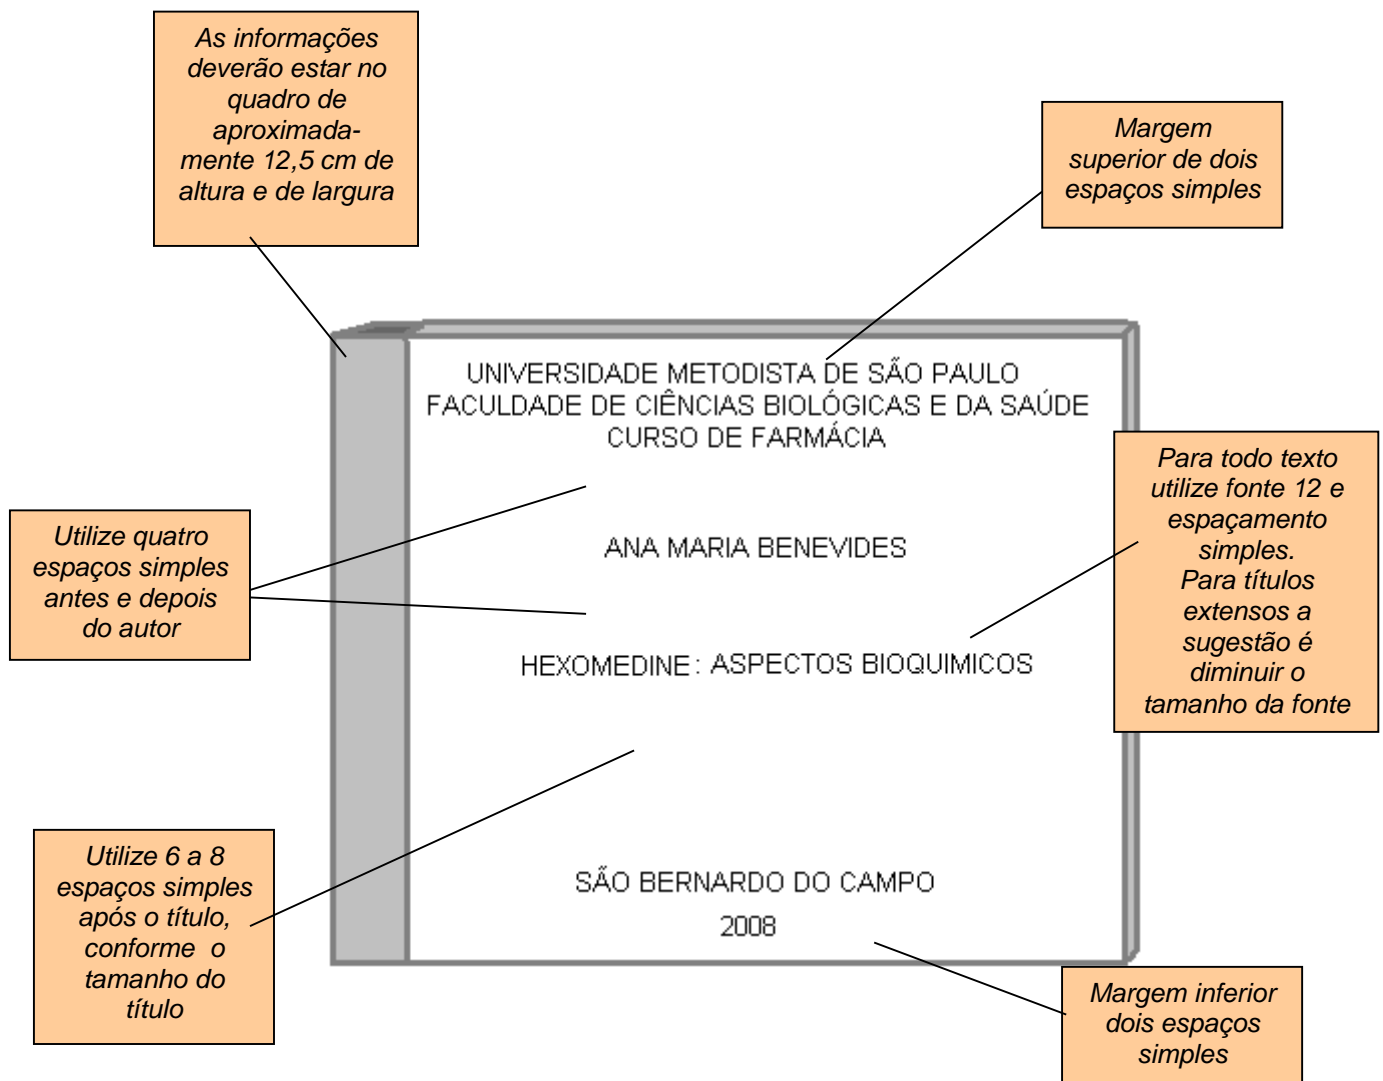 As informações
deverão estar no
quadro de
aproximada-
mente 12,5 cm de
altura e de largura
Margem
superior de dois
espaços simples
UNIVERSIDADE METODISTA DE SÃO PAULO
FACULDADE DE CIÊNCIAS BIOLÓGICAS E DA SAÚDE
CURSO DE FARMÁCIA
Para todo texto
utilize fonte 12 e
espaçamento
simples.
Para títulos
extensos a
sugestão é
diminuir o
tamanho da fonte
Utilize quatro
espaços simples
antes e depois
do autor
ANA MARIA BENEVIDES
HEXOMEDINE: ASPECTOS BIOQUIMICOS
Utilize 6 a 8
espaços simples
após o título,
conforme o
tamanho do
título
SÃO BERNARDO DO CAMPO
2008
Margem inferior
dois espaços
simples